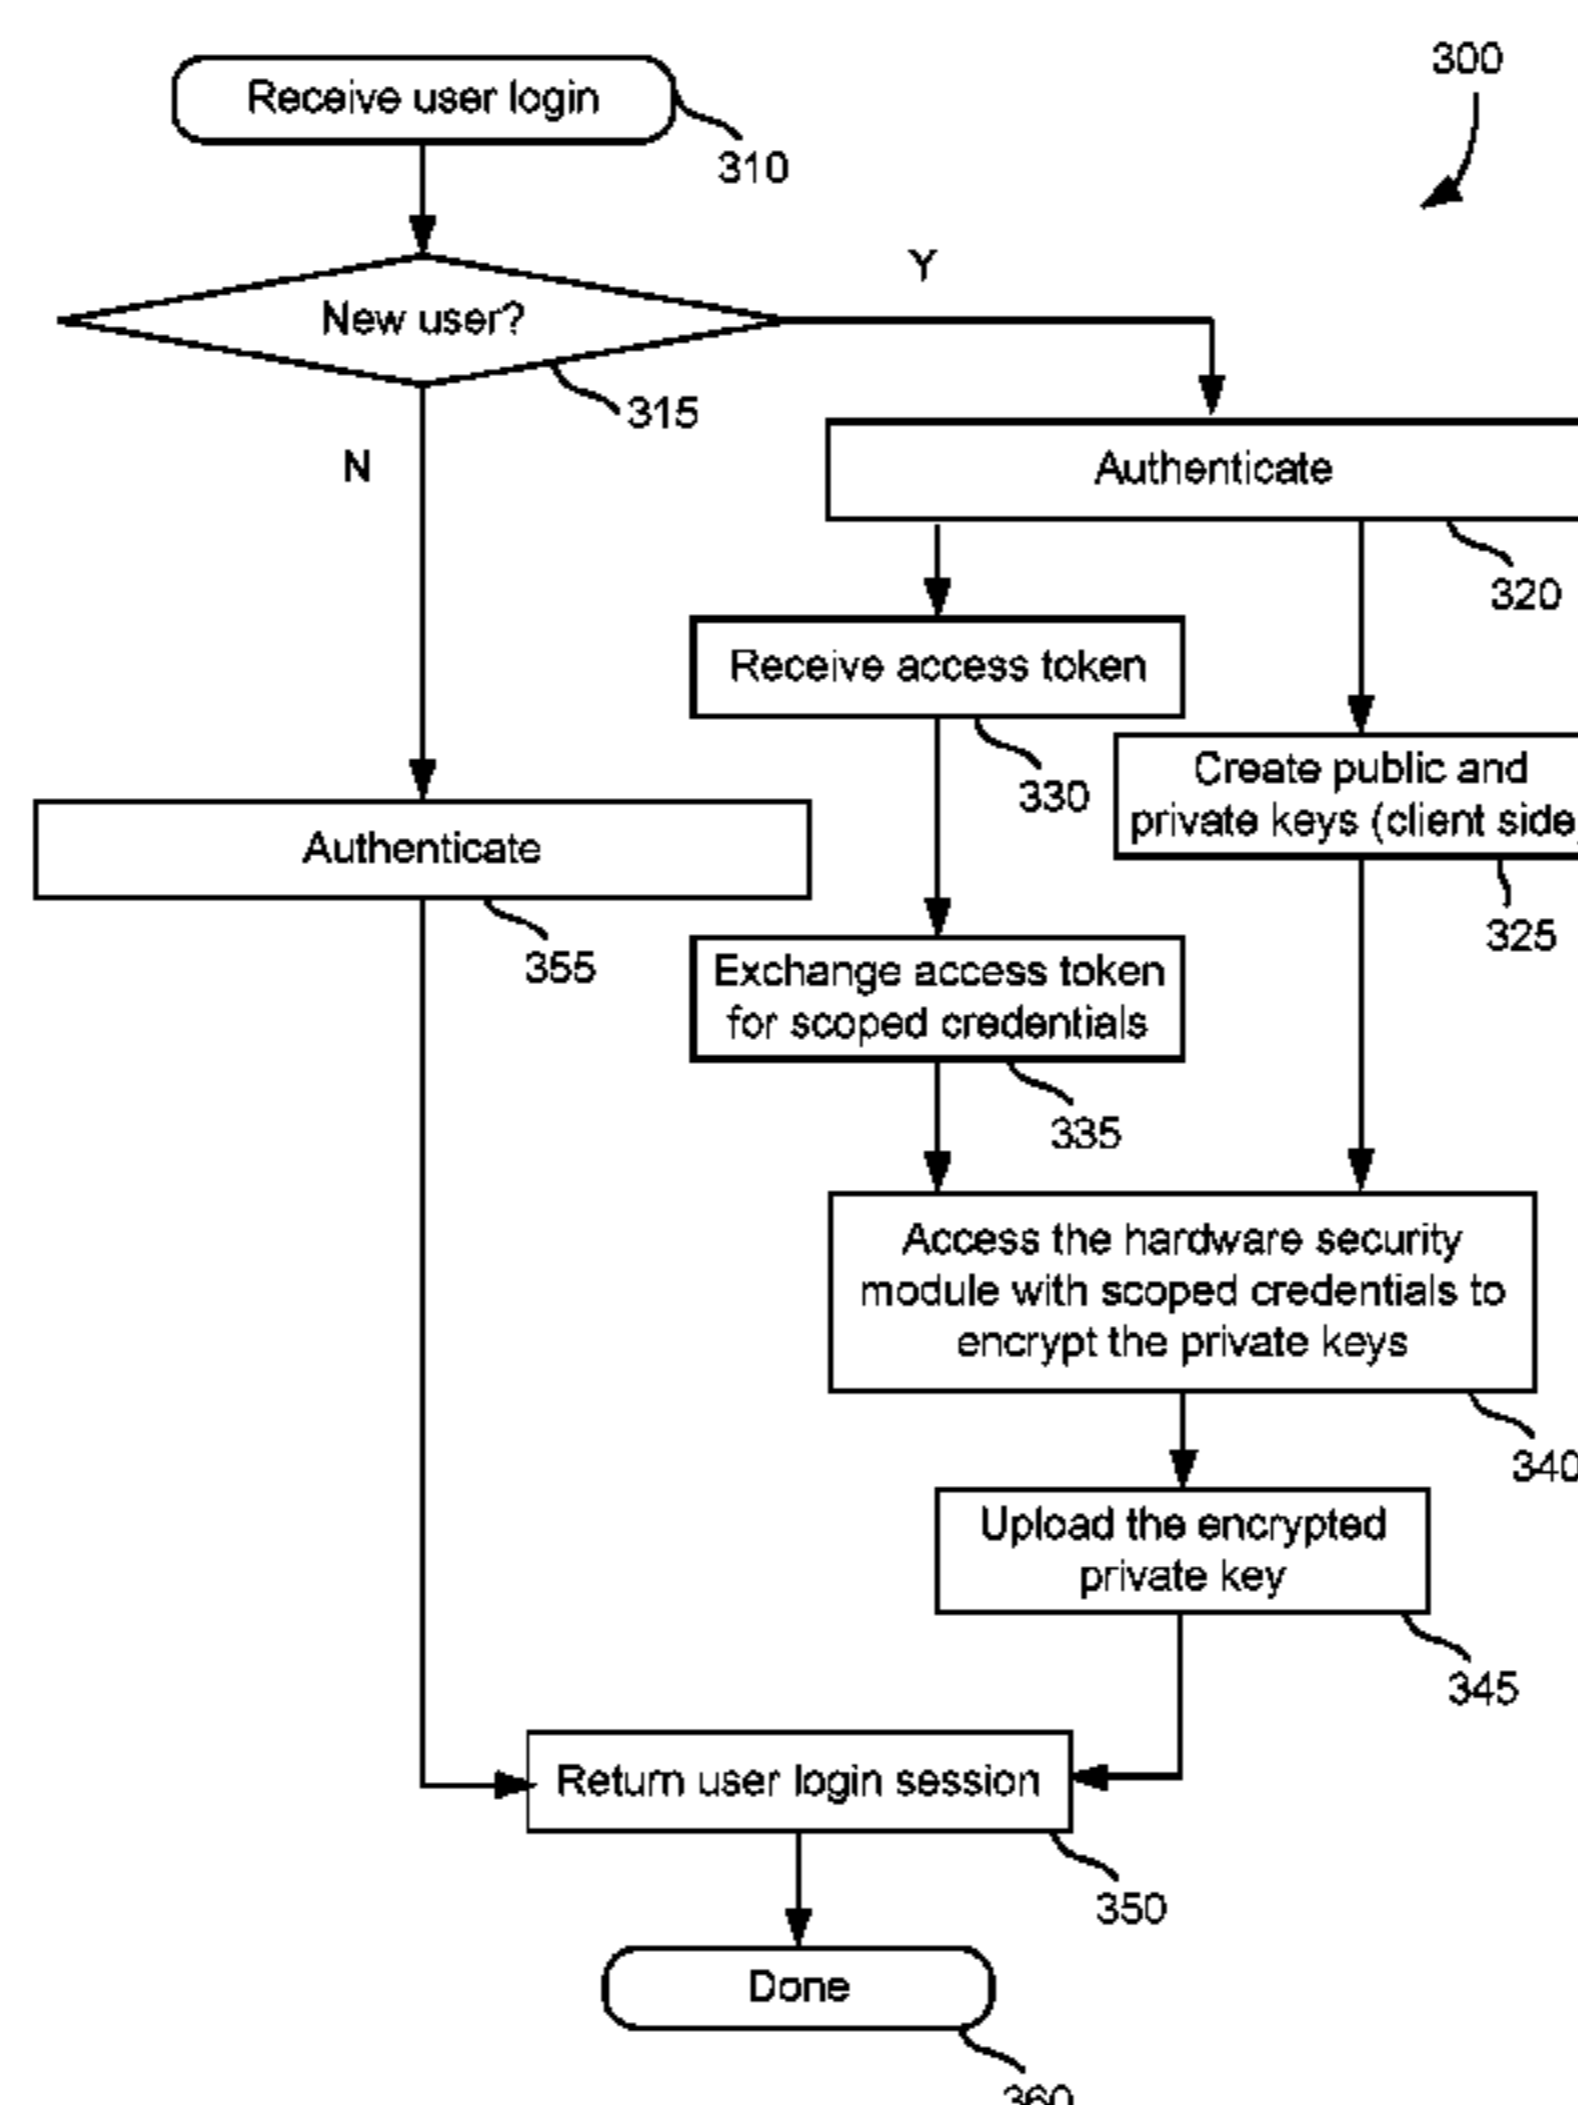 300
Receive user login
310
Y
New user?
315
N
Authenticate
320
Receive access token
330
Create public and
private keys (client side)
325
Authenticate
355
Exchange access token
for scoped credentials
335
Access the hardware security
module with scoped credentials to
encrypt the private keys
340
Upload the encrypted
private key
345
Return user login session
350
Done
360